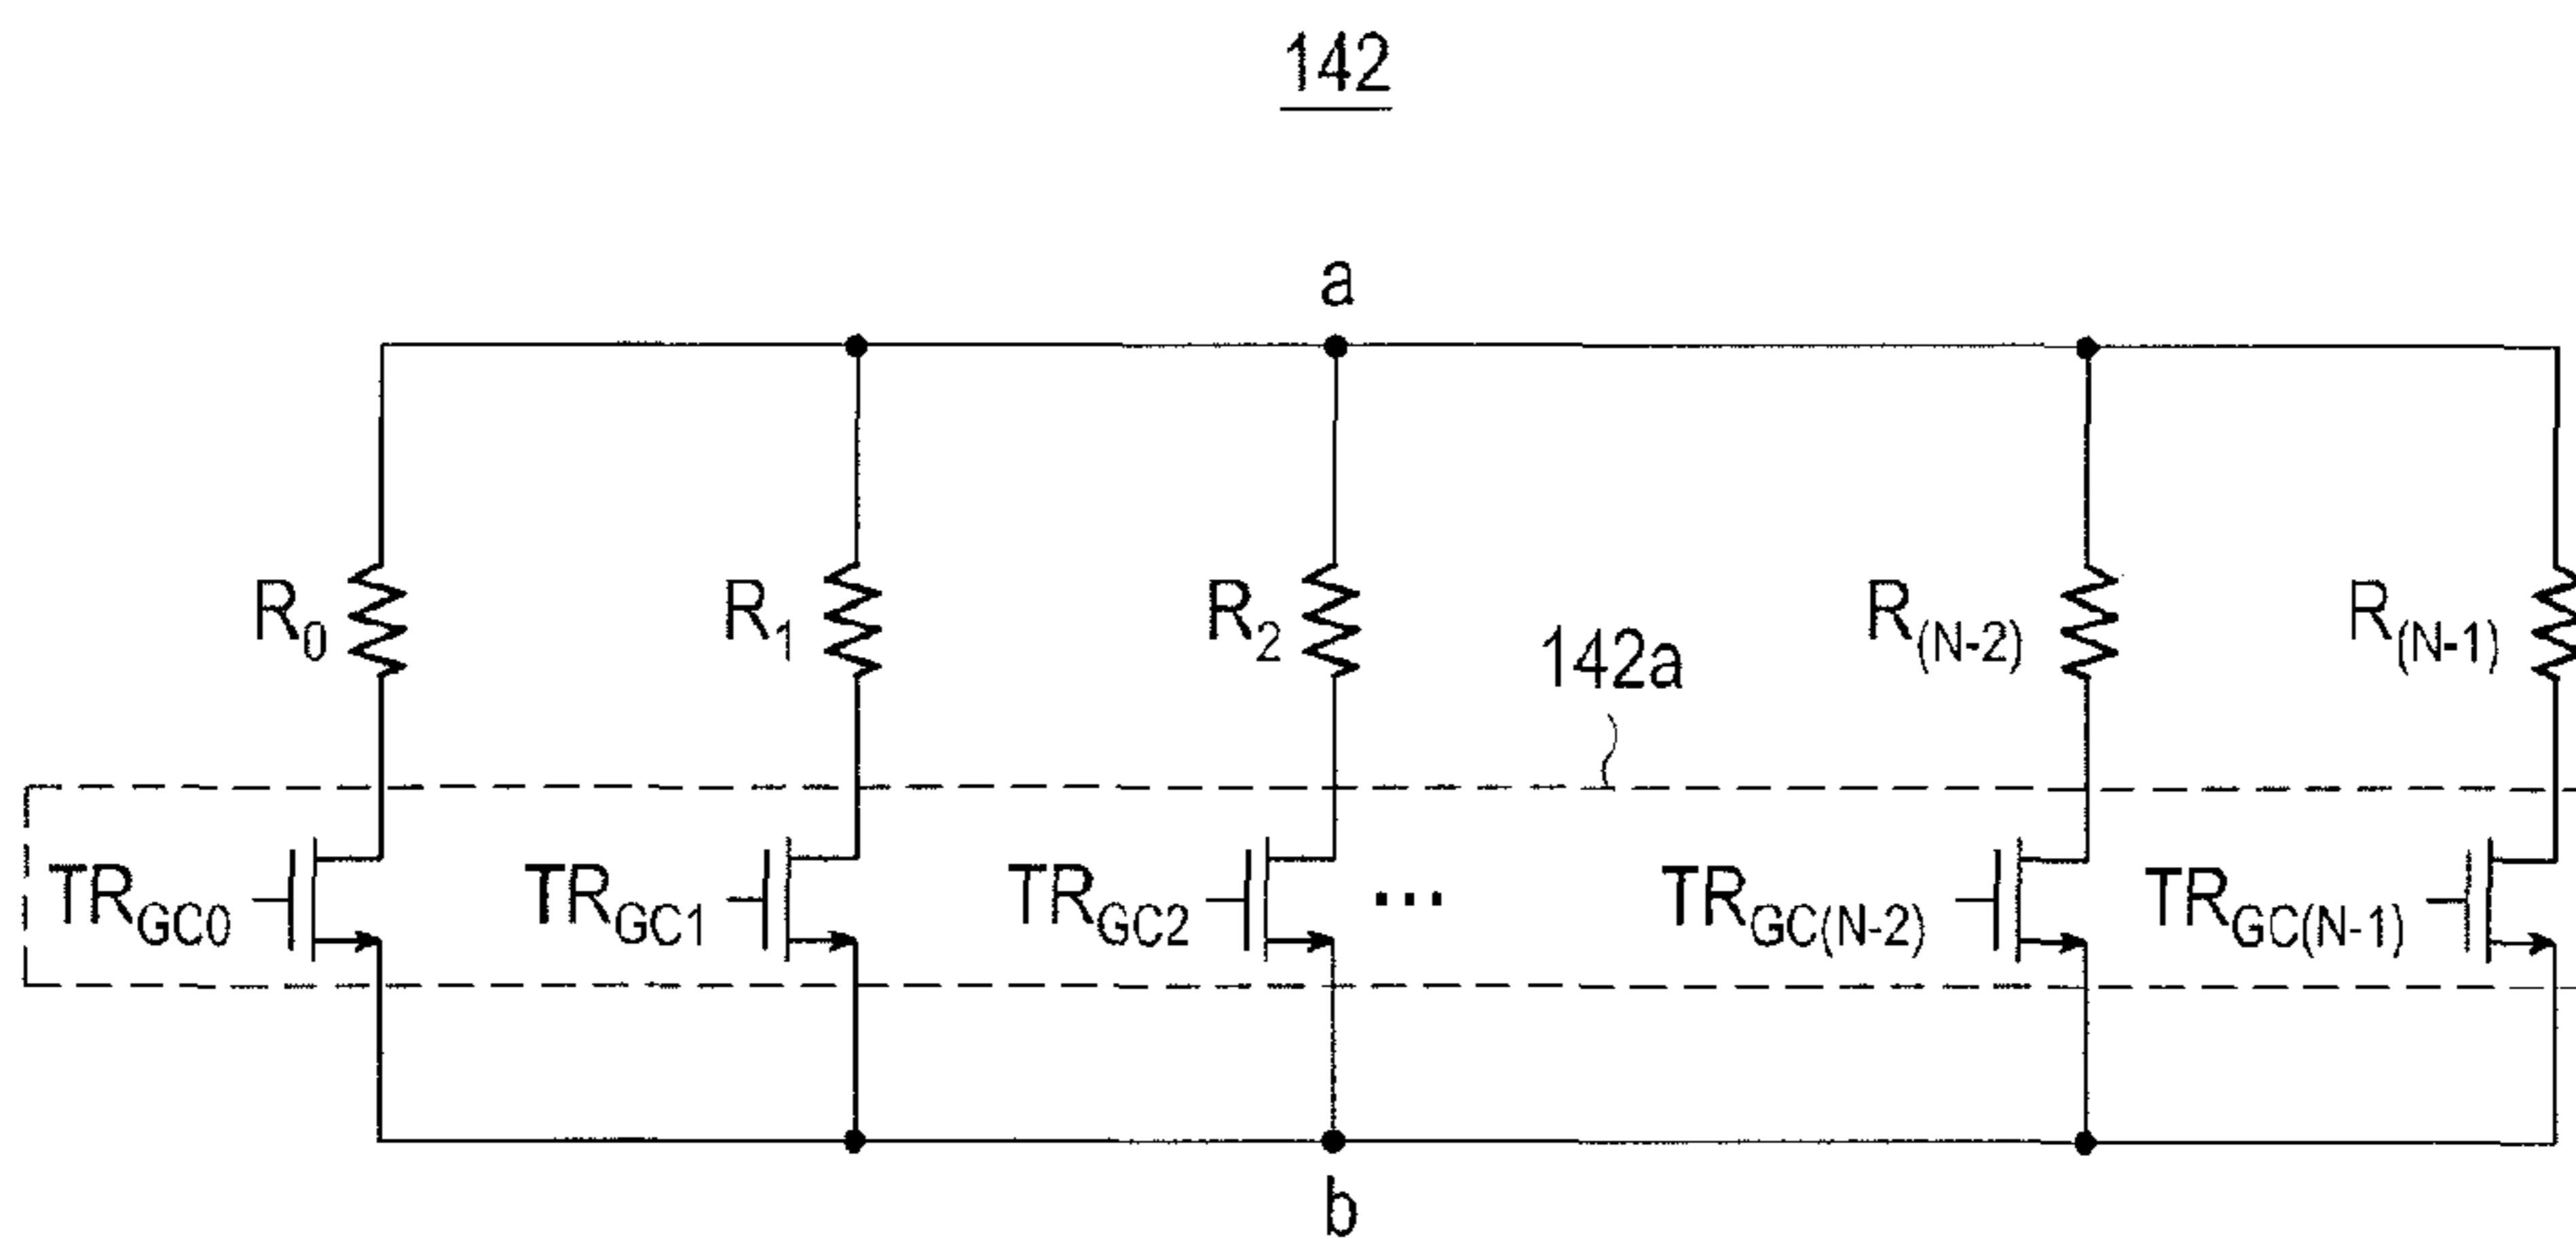 142
a
R0
R1
R2
R(N-2)
R(N-1)
142a
TRGC0
TRGC1
TRGC2
...
TRGC(N-2)
TRGC(N-1)
b